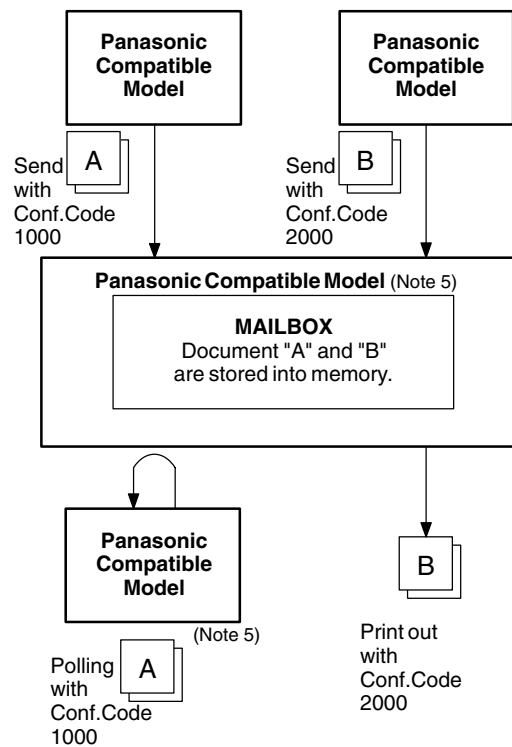 Panasonic
Compatible
Model
Panasonic
Compatible
Model
A
Send
with
Conf.Code
1000
B
Send
with
Conf.Code
2000
Panasonic Compatible Model (Note 5)
MAILBOX
Document "A" and "B"
are stored into memory.
Panasonic
Compatible
Model
(Note 5)
A
Polling
with
Conf.Code
1000
B
Print out
with
Conf.Code
2000